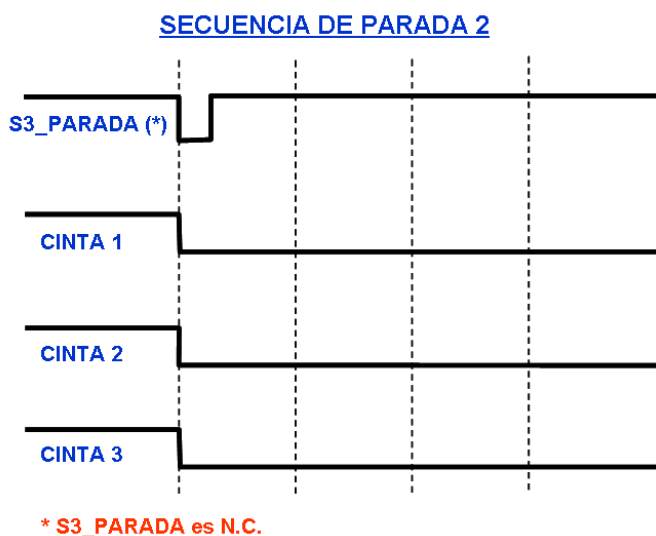 SECUENCIA DE PARADA 2
S3_PARADA (*)
CINTA 1
CINTA 2
CINTA 3
* S3_PARADA es N.C.